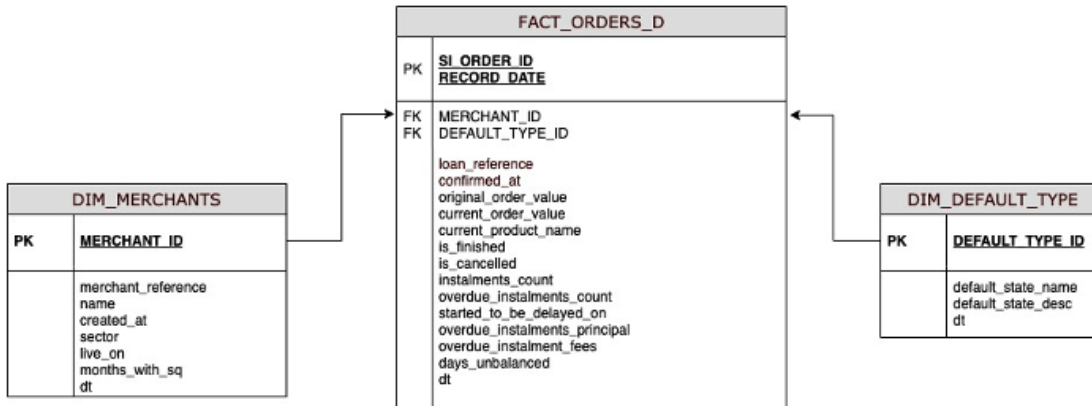 FACT_ORDERS_D
PK
SI_ORDER_ID
RECORD_DATE
FK MERCHANT_ID
FK DEFAULT_TYPE_ID
loan_reference
confirmed_at
original_order_value
current_order_value
current_product_name
is_finished
is_cancelled
instalments_count
overdue_instalments_count
started_to_be_delayed_on
overdue_instalments_principal
overdue_instalment_fees
days_unbalanced
dt
DIM_MERCHANTS
PK MERCHANT_ID
merchant_reference
name
created_at
sector
live_on
months_with_sq
dt
DIM_DEFAULT_TYPE
PK DEFAULT_TYPE_ID
default_state_name
default_state_desc
dt